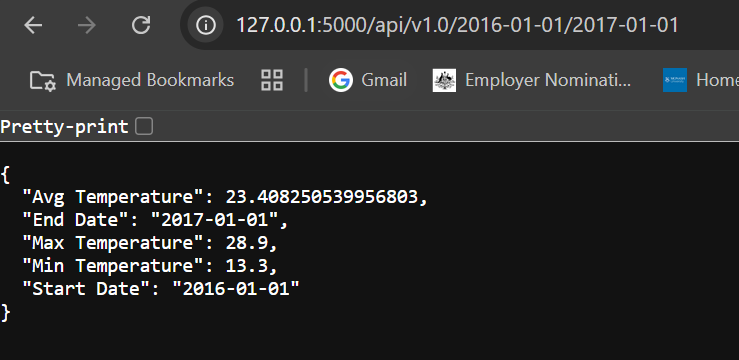 127.0.0.1:5000/api/v1.0/2016-01-01/2017-01-01
Managed Bookmarks Gmail Employer Nominati... Home
Pretty-print
{
  "Avg Temperature": 23.408250539956803,
  "End Date": "2017-01-01",
  "Max Temperature": 28.9,
  "Min Temperature": 13.3,
  "Start Date": "2016-01-01"
}